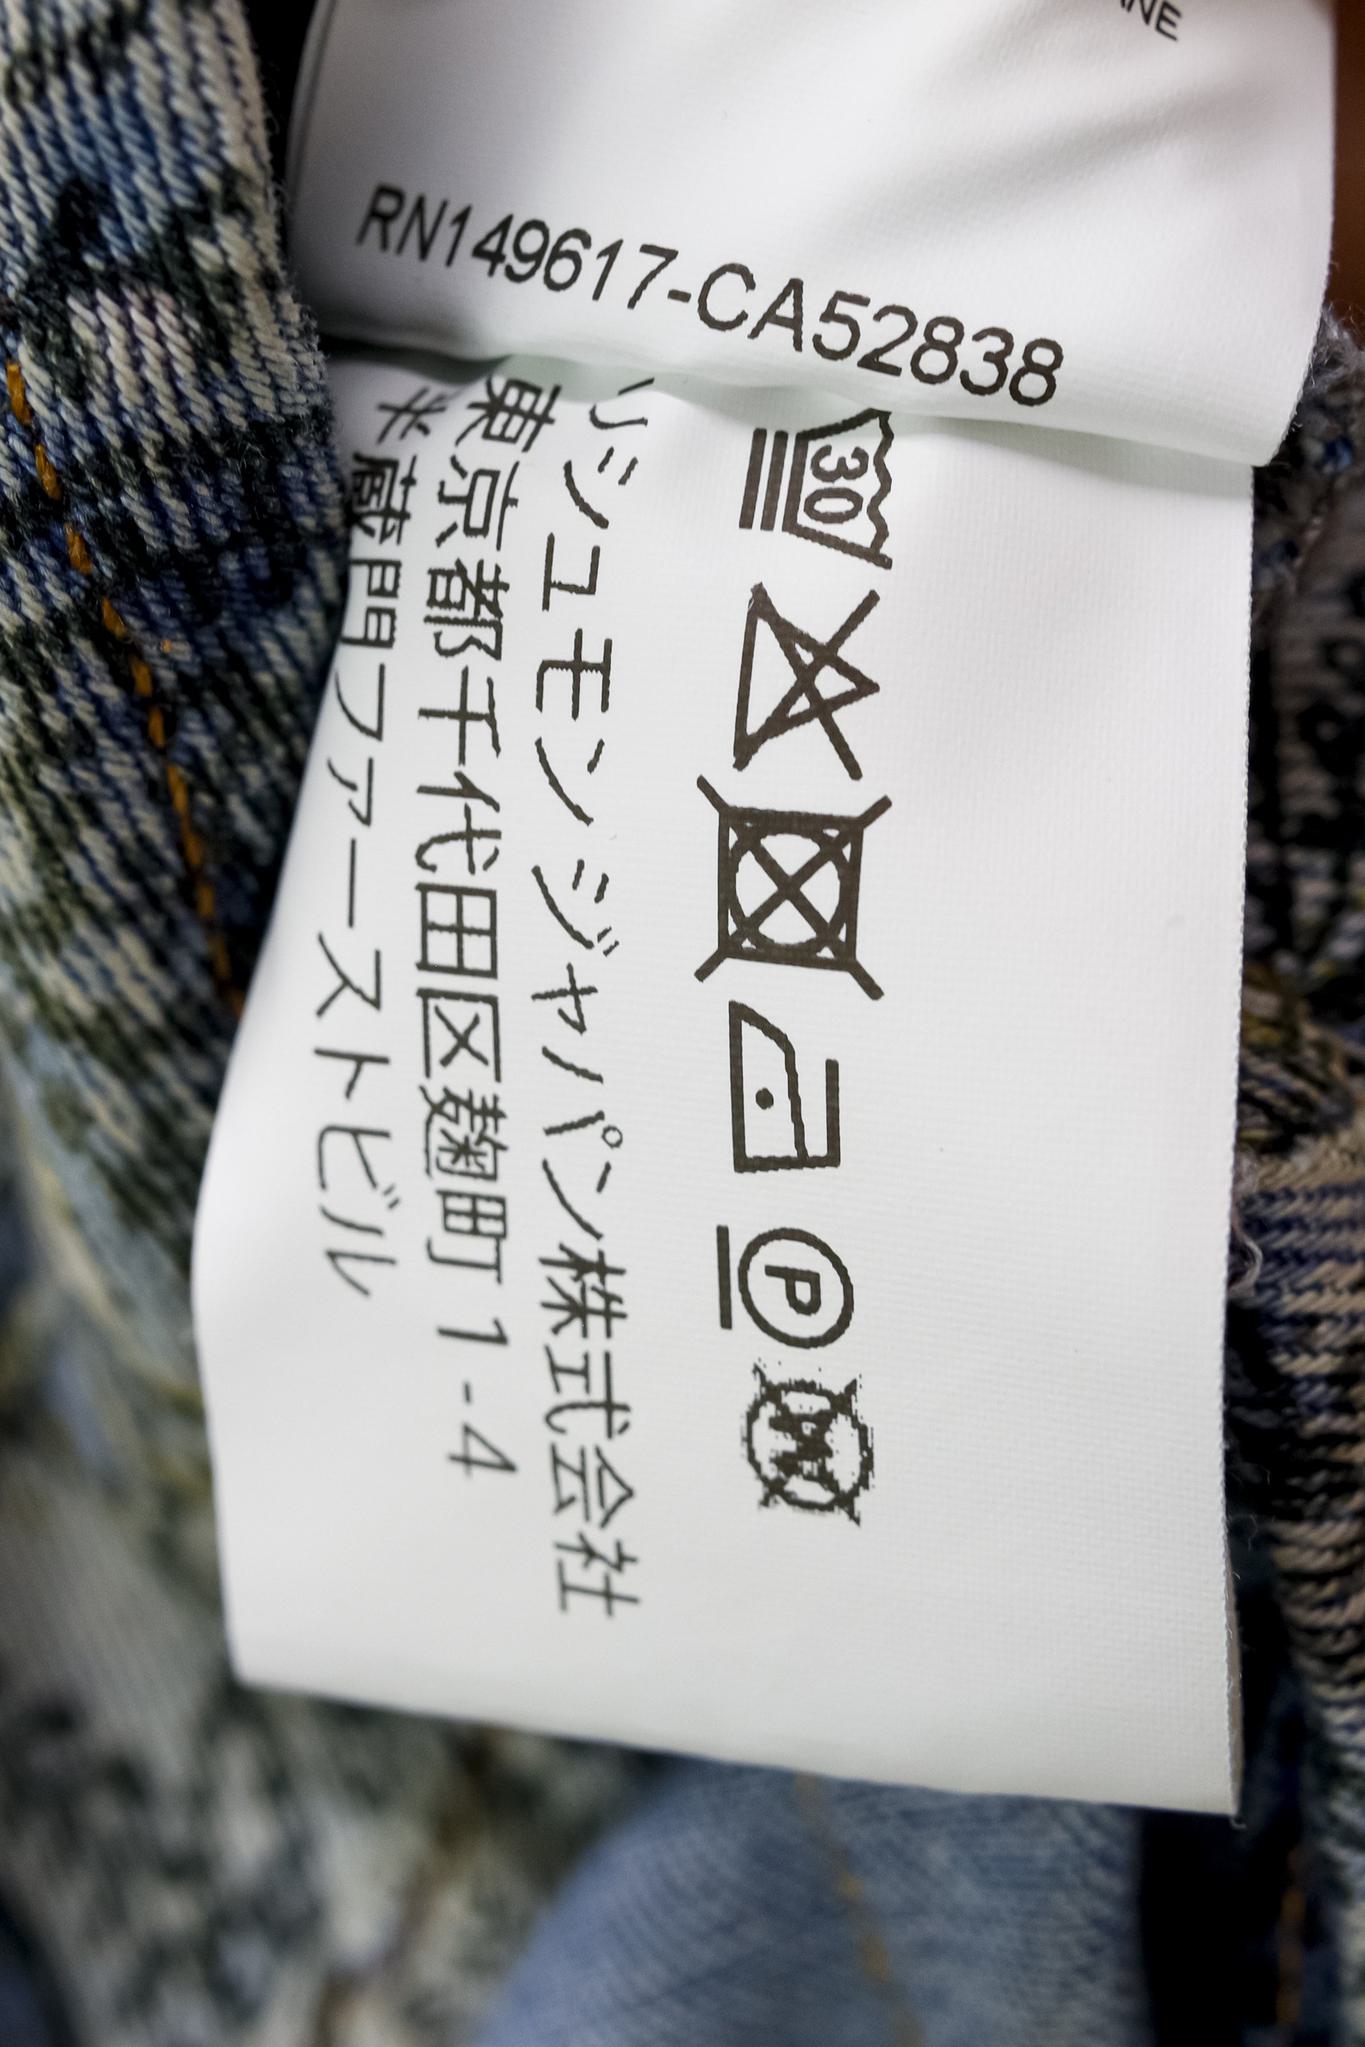 ANE
RN149617-CA52838
30
P
リシュモン ジャパン株式会社
東京都千代田区麹町 1-4
半蔵門ファーストビル